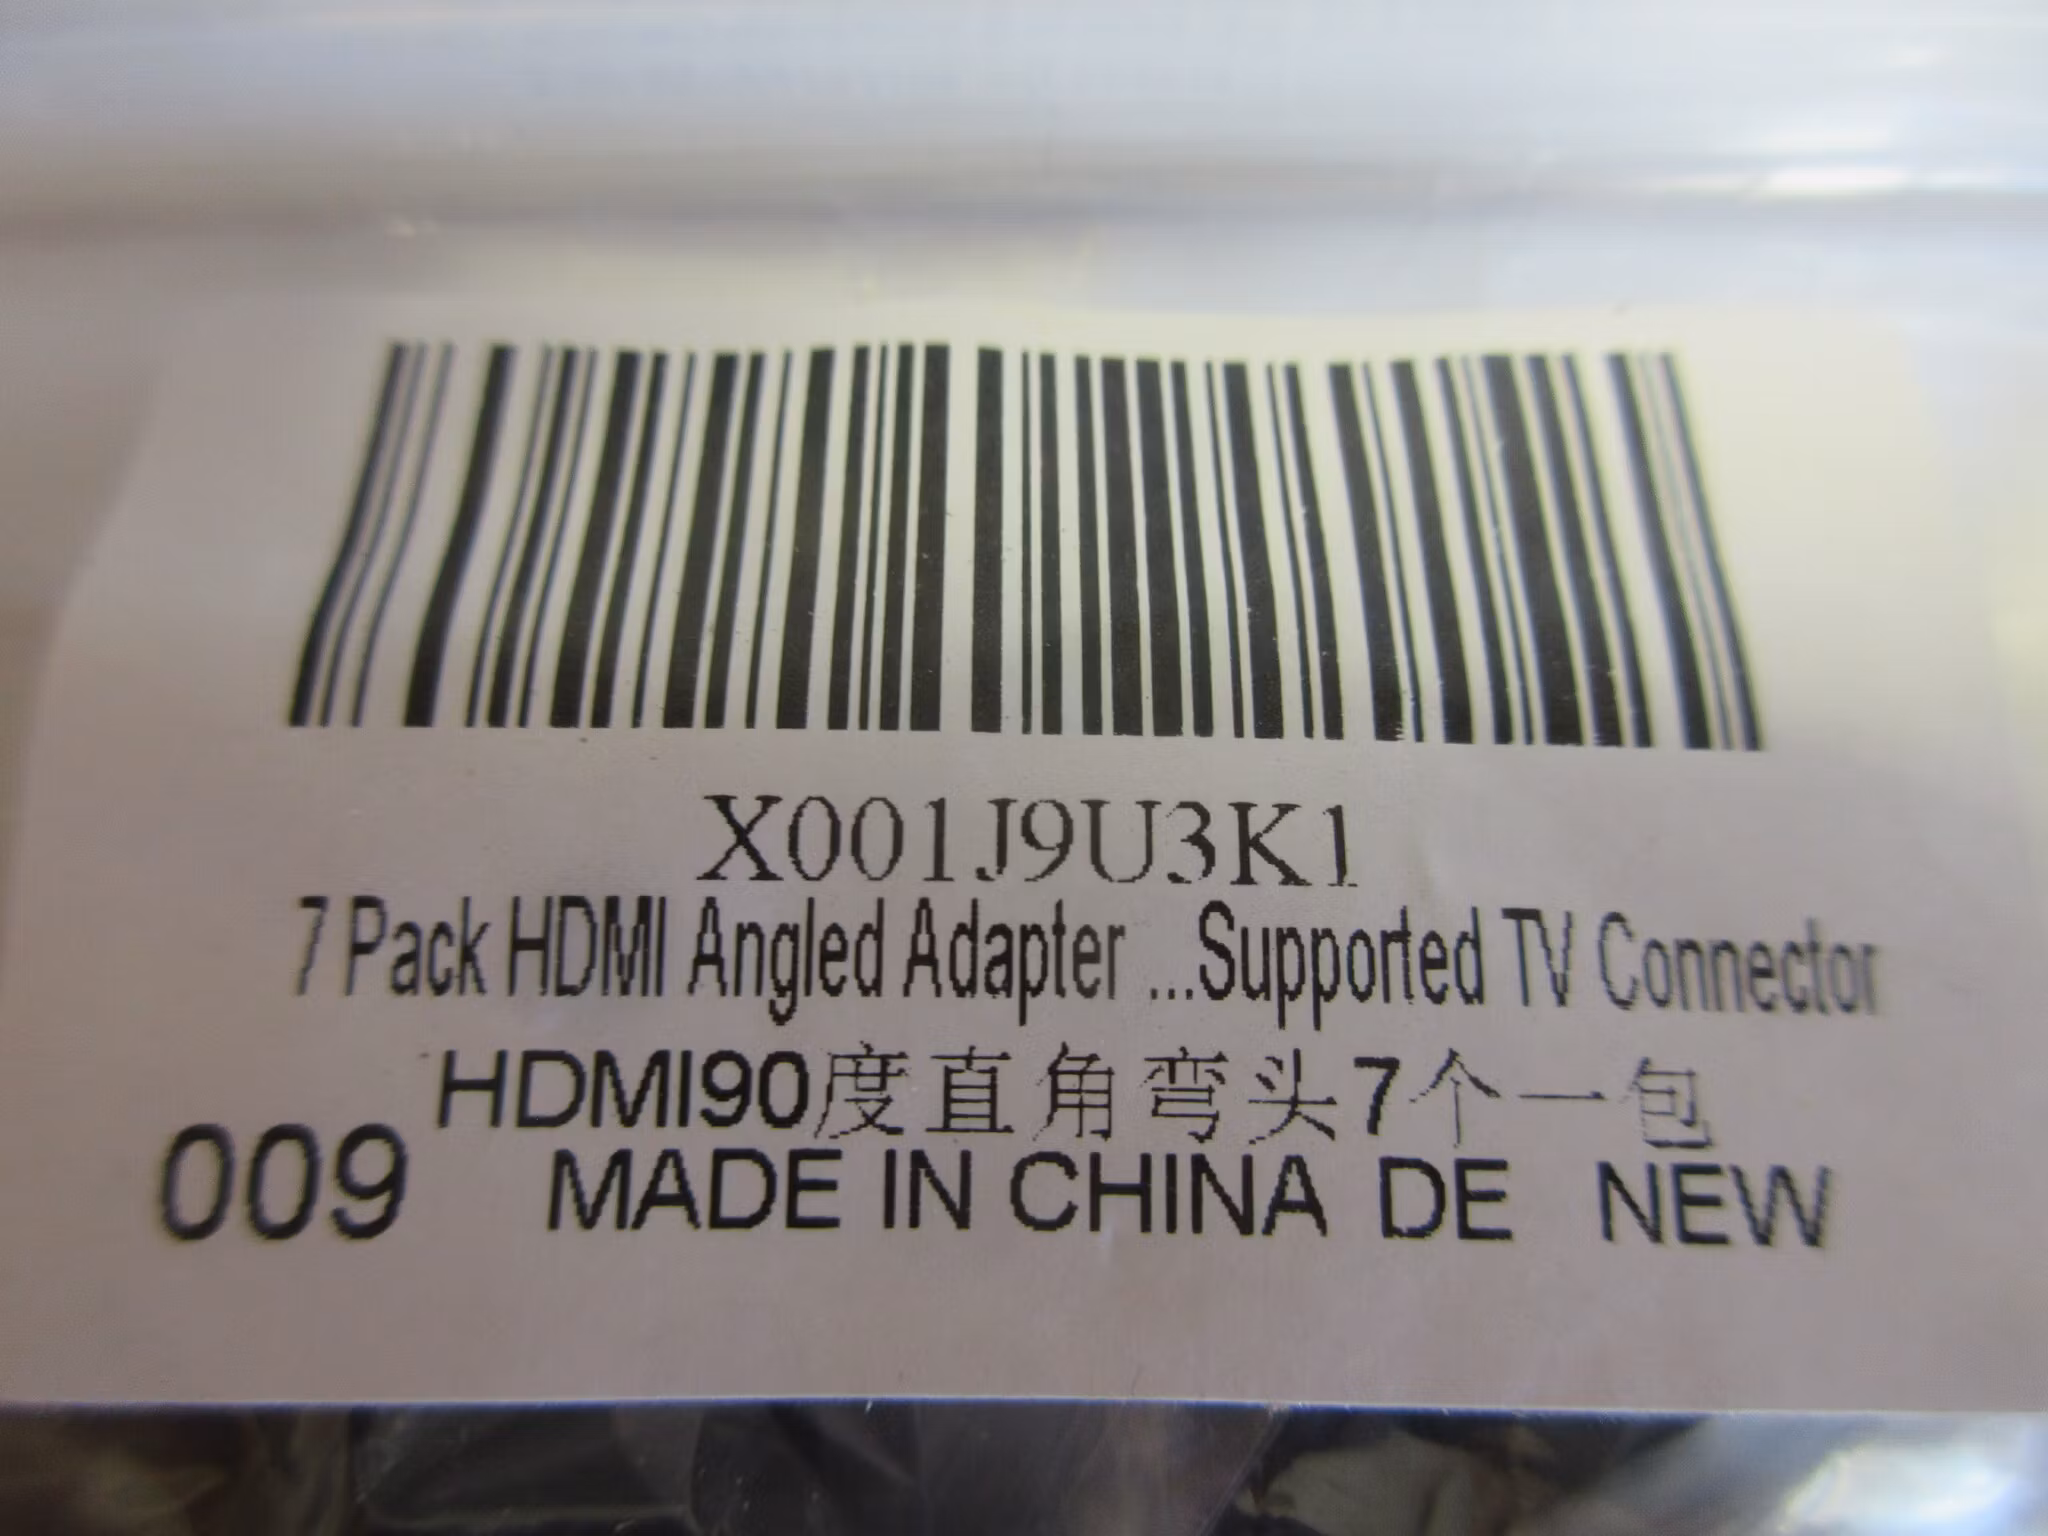 X001J9U3K1
7 Pack HDMI Angled Adapter ...Supported TV Connector
HDMI90度直角弯头7个一包
009 MADE IN CHINA DE NEW